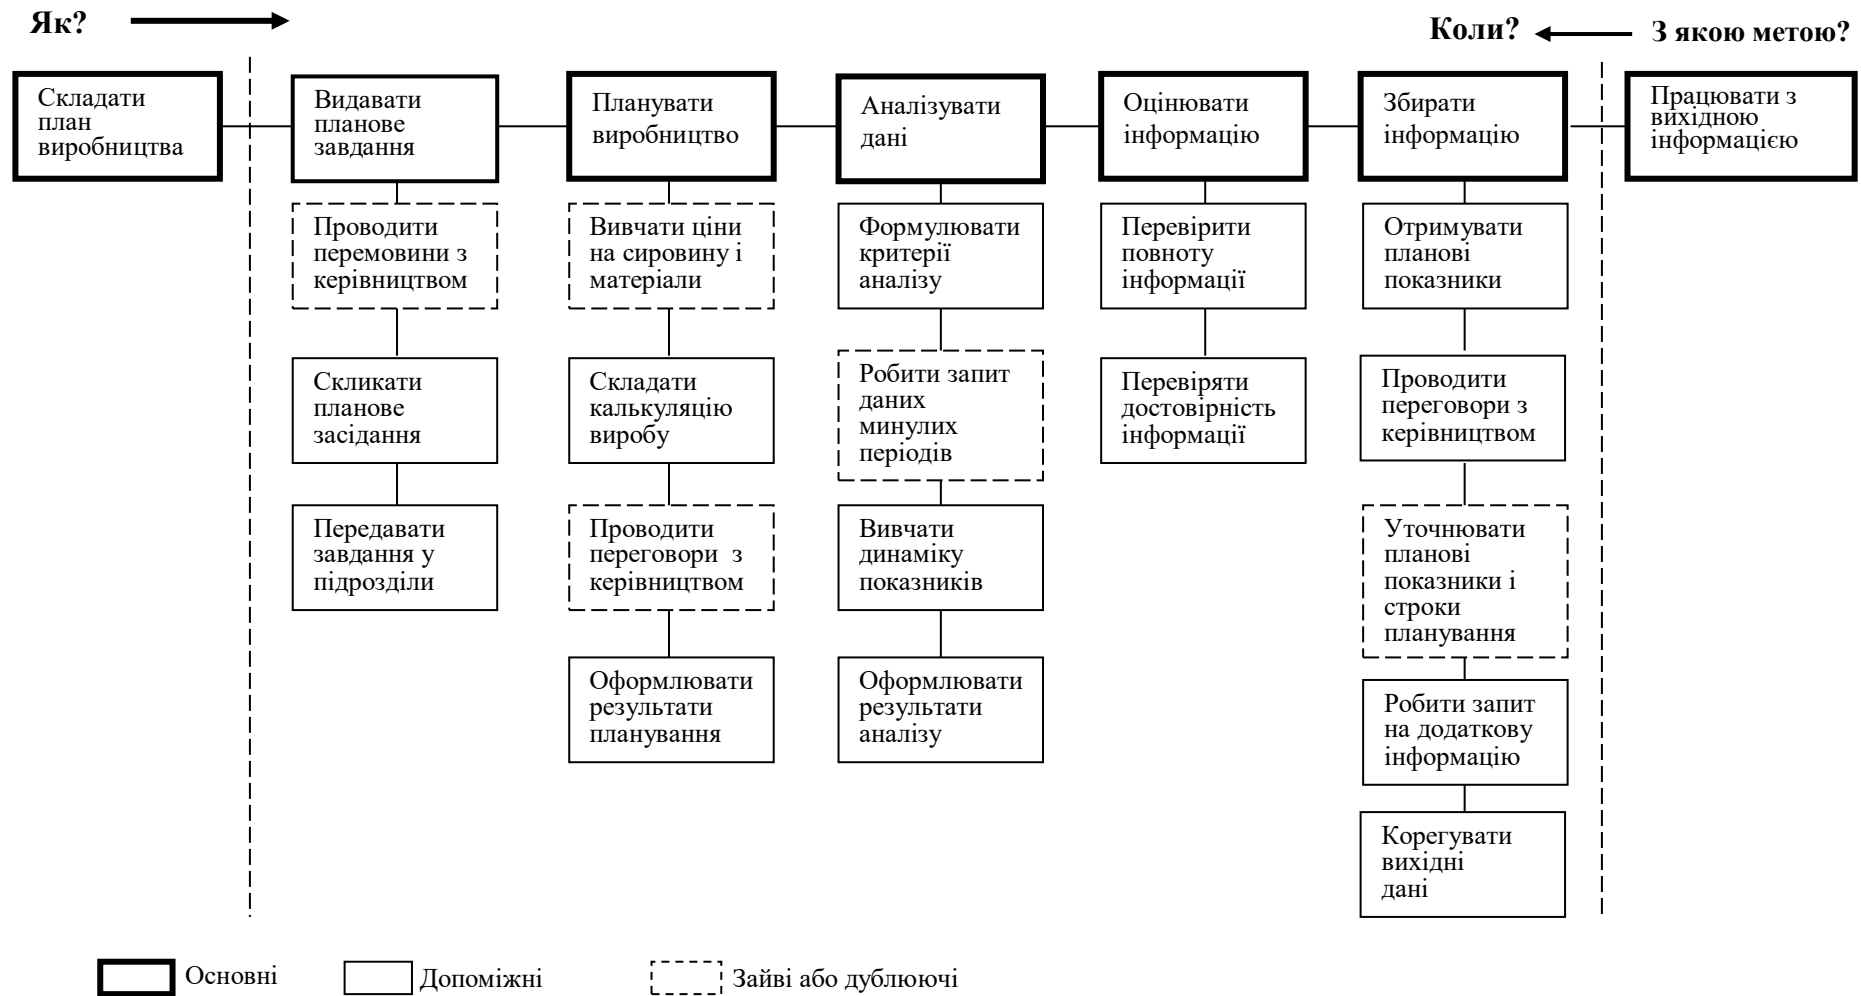 Як?
Коли?
З якою метою?
Складати
план
виробництва
Видавати
планове
завдання
Планувати
виробництво
Аналізувати
дані
Оцінювати
інформацію
Збирати
інформацію
Працювати з
вихідною
інформацією
Проводити
перемовини з
керівництвом
Вивчати ціни
на сировину і
матеріали
Формулювати
критерії
аналізу
Перевірити
повноту
інформації
Отримувати
планові
показники
Скликати
планове
засідання
Складати
калькуляцію
виробу
Робити запит
даних
минулих
періодів
Перевіряти
достовірність
інформації
Проводити
переговори з
керівництвом
Передавати
завдання у
підрозділи
Проводити
переговори з
керівництвом
Вивчати
динаміку
показників
Уточнювати
планові
показники і
строки
планування
Оформлювати
результати
планування
Оформлювати
результати
аналізу
Робити запит
на додаткову
інформацію
Корегувати
вихідні
дані
Основні
Допоміжні
Зайві або дублюючі